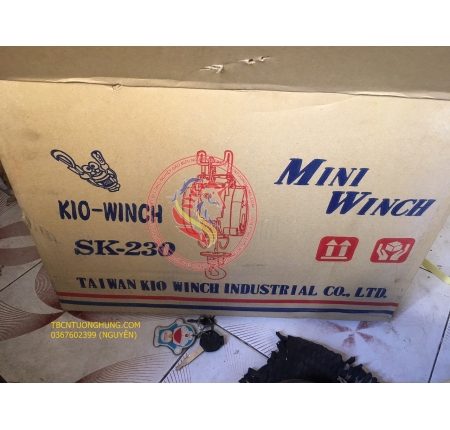 MINI
WINCH
KIO-WINCH
SK-230
TAIWAN KIO WINCH INDUSTRIAL CO., LTD.
TBCNTUONGHUNG.COM
0367602399 (NGUYÊN)